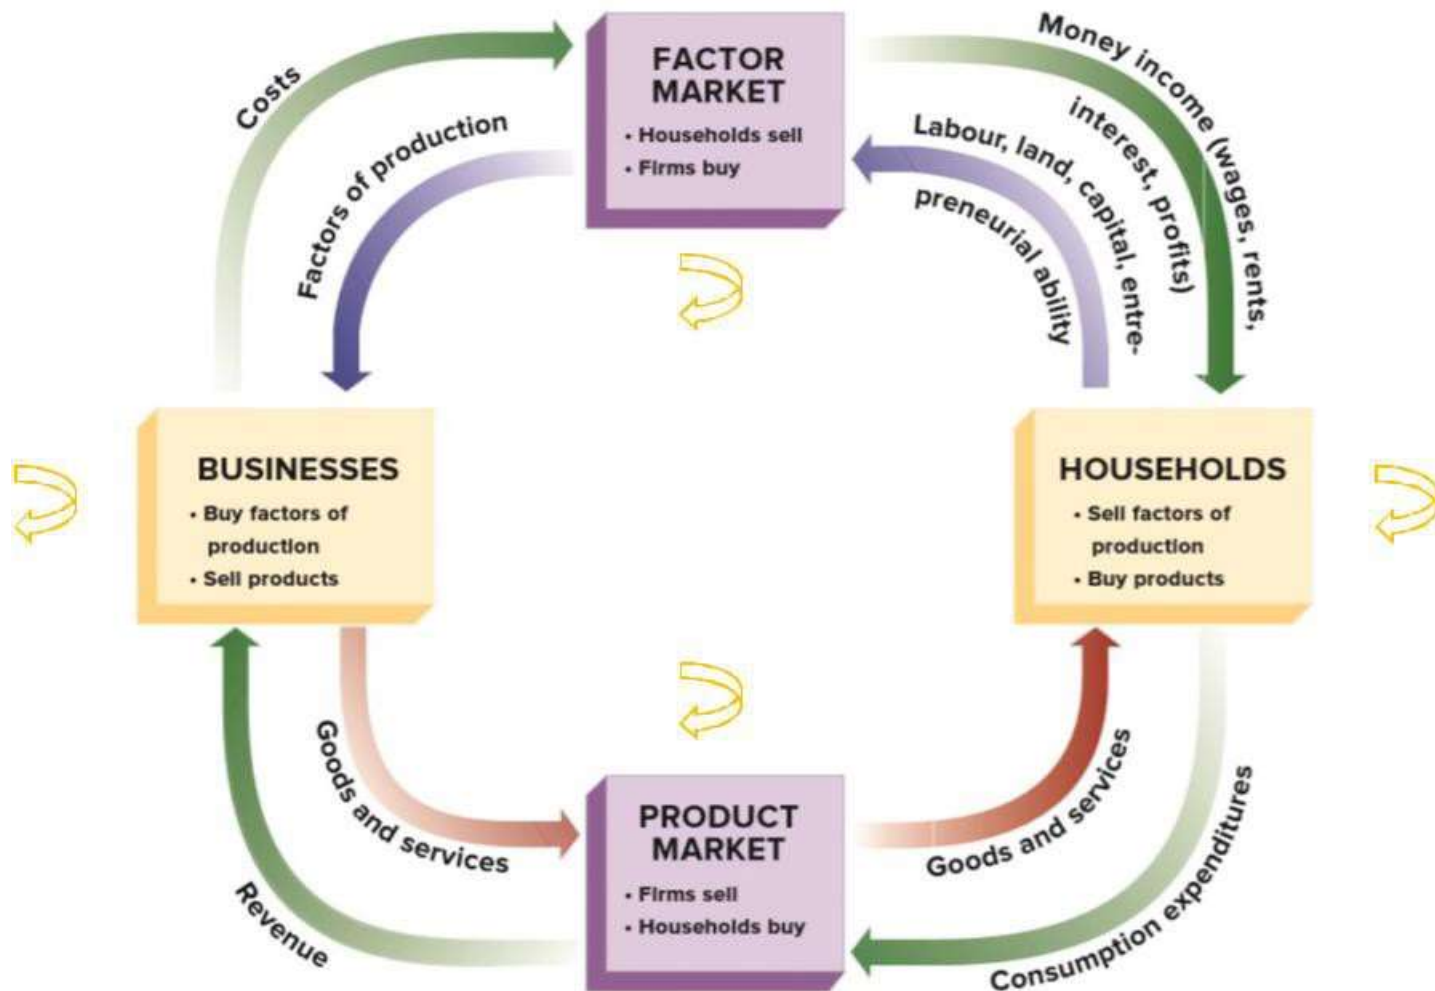 FACTOR
MARKET
• Households sell
• Firms buy
Costs
Factors of production
Money income (wages, rents,
interest, profits)
Labour, land, capital, entre-
preneurial ability
BUSINESSES
• Buy factors of
production
• Sell products
HOUSEHOLDS
• Sell factors of
production
• Buy products
Goods and services
Revenue
PRODUCT
MARKET
• Firms sell
• Households buy
Goods and services
Consumption expenditures